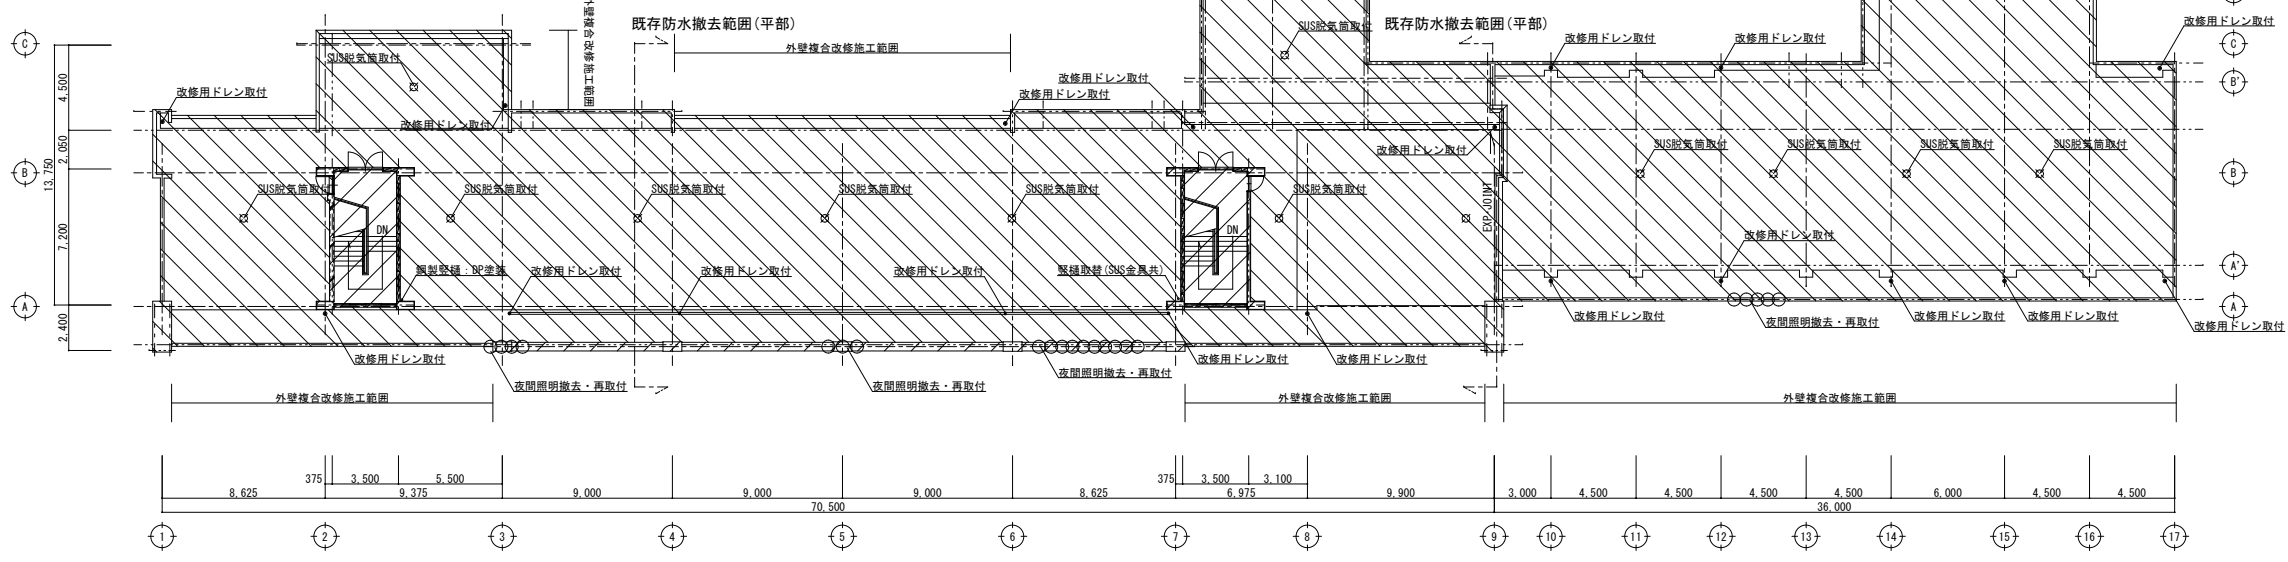 既存防水撤去範囲(平部)
既存防水撤去範囲(平部)
外壁複合改修施工範囲
外壁複合改修施工範囲
SUS脱気筒取付
SUS脱気筒取付
改修用ドレン取付
改修用ドレン取付
改修用ドレン取付
改修用ドレン取付
改修用ドレン取付
改修用ドレン取付
改修用ドレン取付
改修用ドレン取付
改修用ドレン取付
SUS脱気筒取付
SUS脱気筒取付
SUS脱気筒取付
SUS脱気筒取付
SUS脱気筒取付
SUS脱気筒取付
SUS脱気筒取付
SUS脱気筒取付
SUS脱気筒取付
SUS脱気筒取付
EXP.JOINT
DN
DN
改修用ドレン取付
鋼製竪樋:DP塗装
改修用ドレン取付
改修用ドレン取付
改修用ドレン取付
竪樋取替(SUS金具共)
改修用ドレン取付
改修用ドレン取付
改修用ドレン取付
夜間照明撤去・再取付
改修用ドレン取付
改修用ドレン取付
改修用ドレン取付
改修用ドレン取付
夜間照明撤去・再取付
夜間照明撤去・再取付
夜間照明撤去・再取付
外壁複合改修施工範囲
外壁複合改修施工範囲
外壁複合改修施工範囲
C
B
A
4,500
2,050
13,750
7,200
2,400
C
B'
B
A'
A
375
3,500
5,500
375
3,500
3,100
8,625
9,375
9,000
9,000
9,000
8,625
6,975
9,900
3,000
4,500
4,500
4,500
4,500
6,000
4,500
4,500
70,500
36,000
1
2
3
4
5
6
7
8
9
10
11
12
13
14
15
16
17